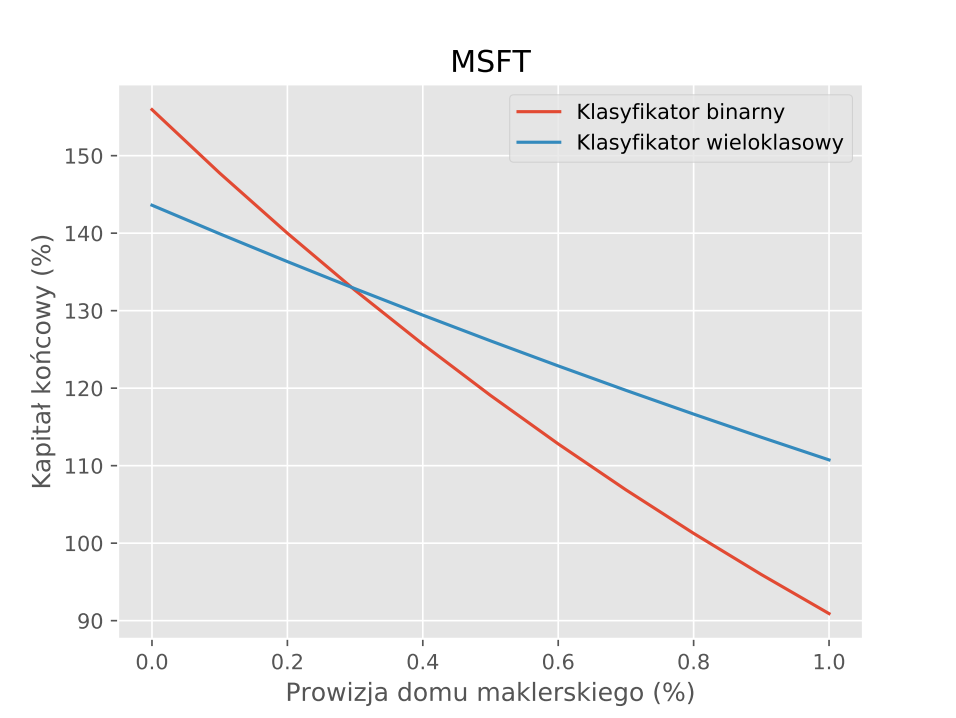 MSFT
Klasyfikator binarny
Klasyfikator wieloklasowy
Kapitał końcowy (%)
150
140
130
120
110
100
90
0.0 0.2 0.4 0.6 0.8 1.0
Prowizja domu maklerskiego (%)